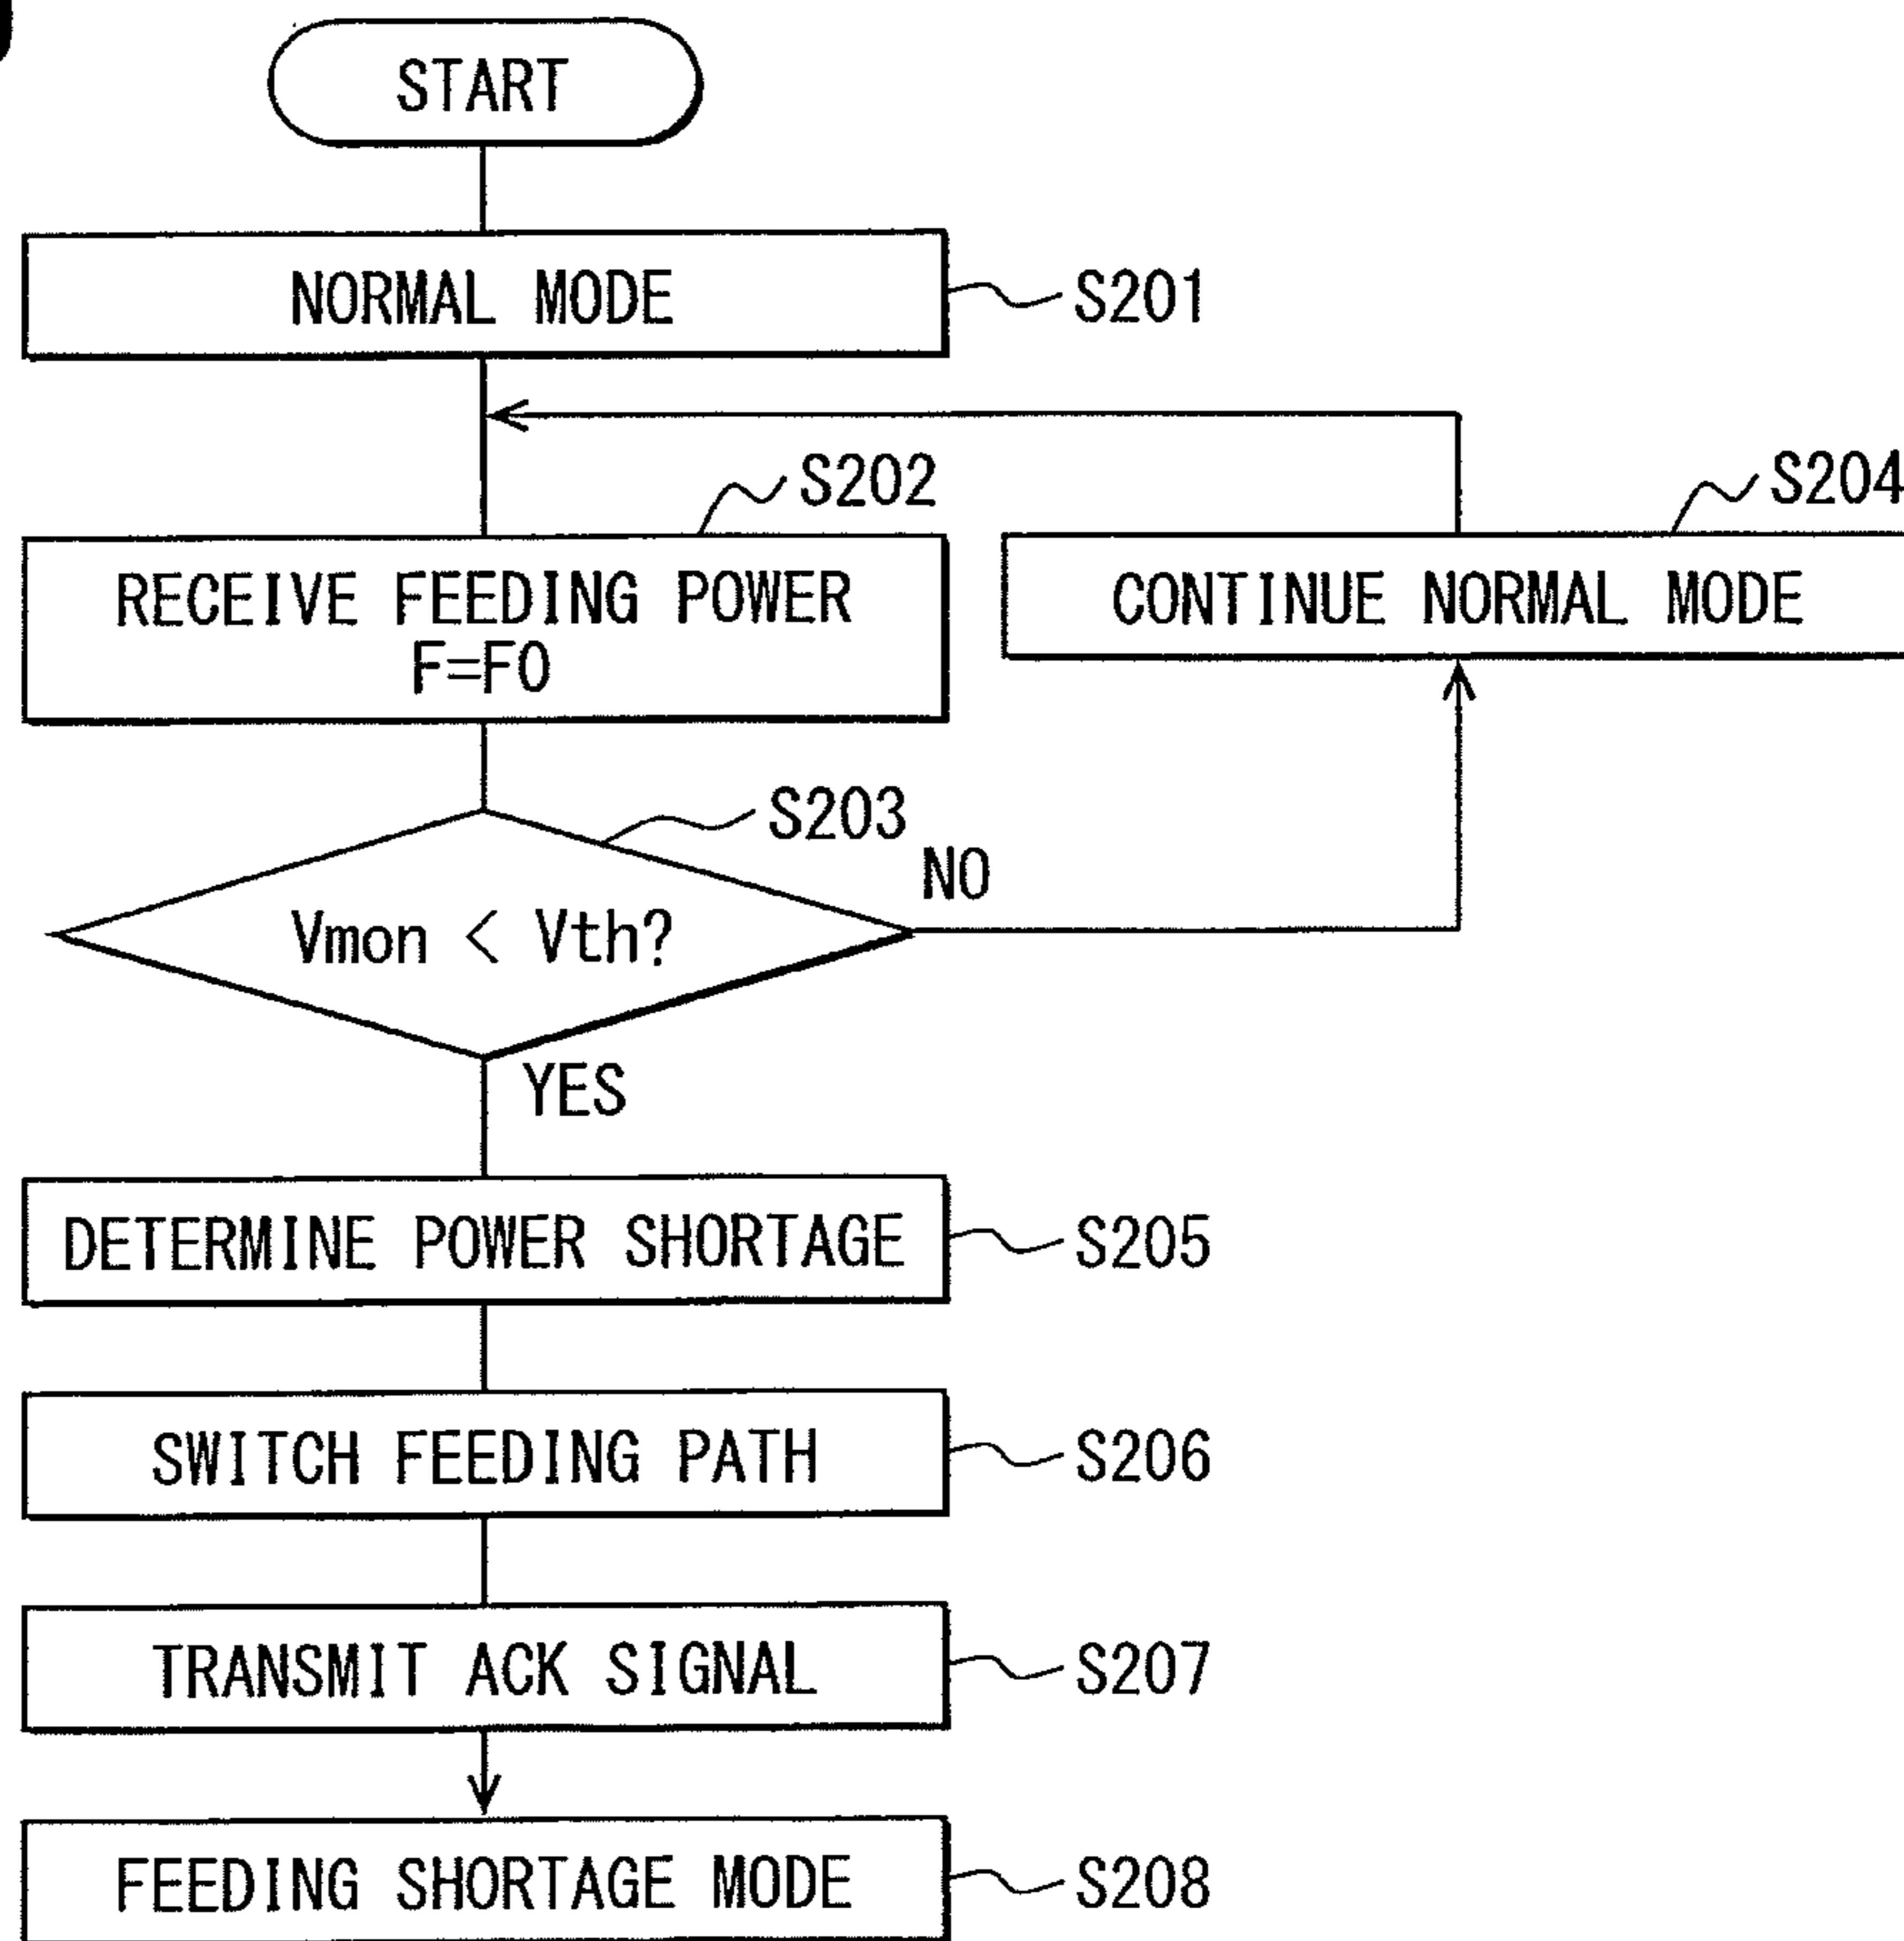 START
NORMAL MODE
S201
S202
S204
RECEIVE FEEDING POWER
F=F0
CONTINUE NORMAL MODE
S203
NO
Vmon < Vth?
YES
DETERMINE POWER SHORTAGE
S205
SWITCH FEEDING PATH
S206
TRANSMIT ACK SIGNAL
S207
FEEDING SHORTAGE MODE
S208